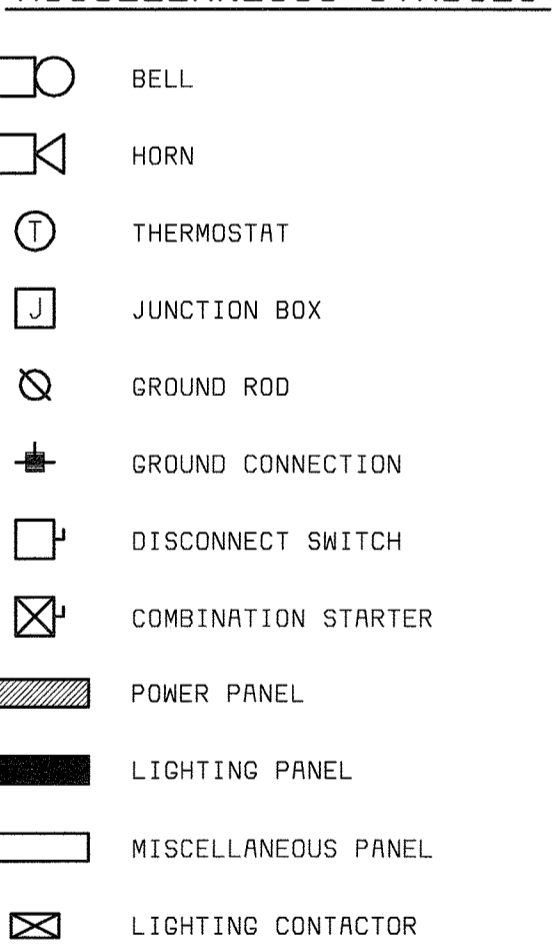 BELL
HORN
T THERMOSTAT
J JUNCTION BOX
GROUND ROD
GROUND CONNECTION
DISCONNECT SWITCH
COMBINATION STARTER
POWER PANEL
LIGHTING PANEL
MISCELLANEOUS PANEL
LIGHTING CONTACTOR